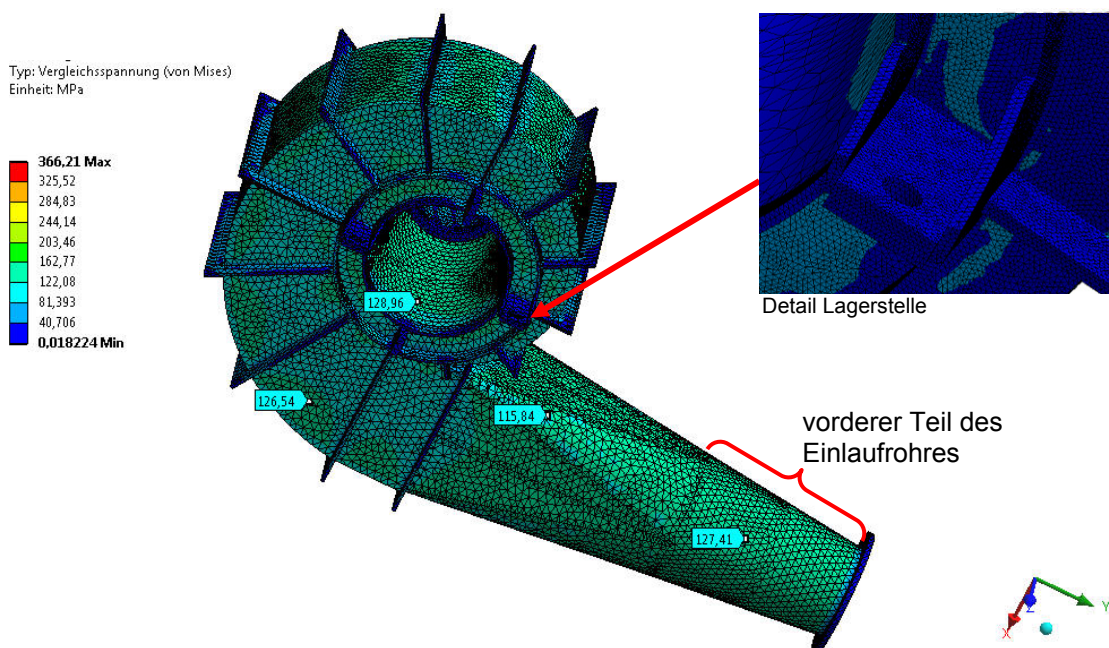 Typ: Vergleichsspannung (von Mises)
Einheit: MPa
366,21 Max
325,52
284,83
244,14
203,46
162,77
122,08
81,393
40,706
0,018224 Min
128,96
126,54
115,84
127,41
Detail Lagerstelle
vorderer Teil des
Einlaufrohres
Y
Z
X